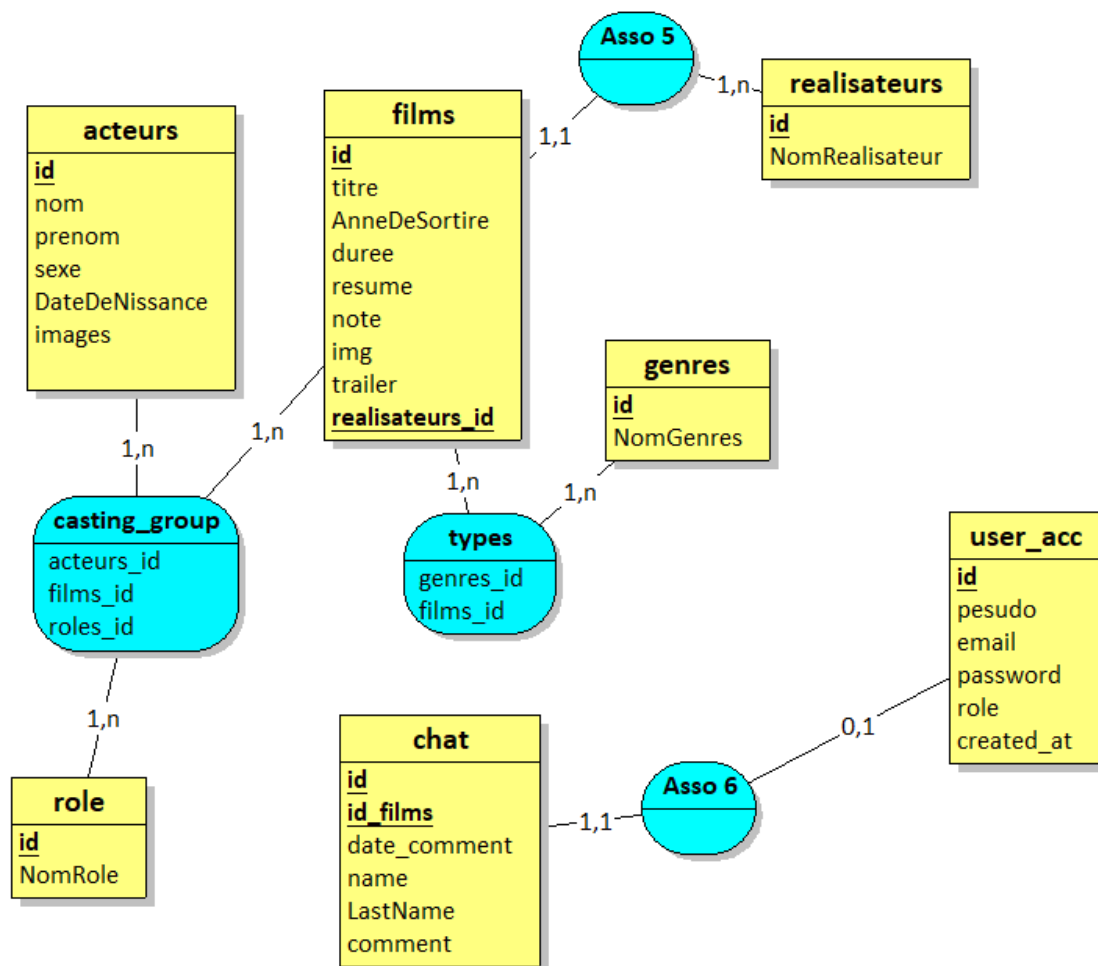 Asso 5
1,n
realisateurs
id
NomRealisateur
1,1
films
id
titre
AnneDeSortire
duree
resume
note
img
trailer
realisateurs_id
acteurs
id
nom
prenom
sexe
DateDeNissance
images
1,n
1,n
genres
id
NomGenres
1,n
1,n
casting_group
acteurs_id
films_id
roles_id
types
genres_id
films_id
user_acc
id
pesudo
email
password
role
created_at
1,n
role
id
NomRole
chat
id
id_films
date_comment
name
LastName
comment
1,1
Asso 6
0,1